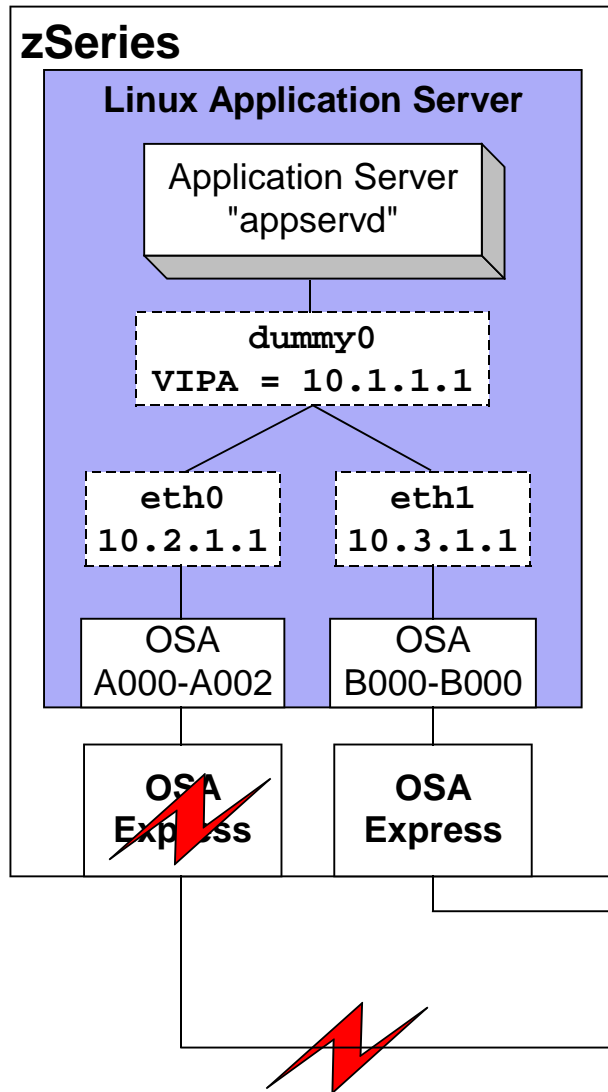 zSeries
Linux Application Server
Application Server
"appservd"
dummy0
VIPA = 10.1.1.1
eth0
10.2.1.1
eth1
10.3.1.1
OSA
A000-A002
OSA
B000-B000
OSA
Express
OSA
Express